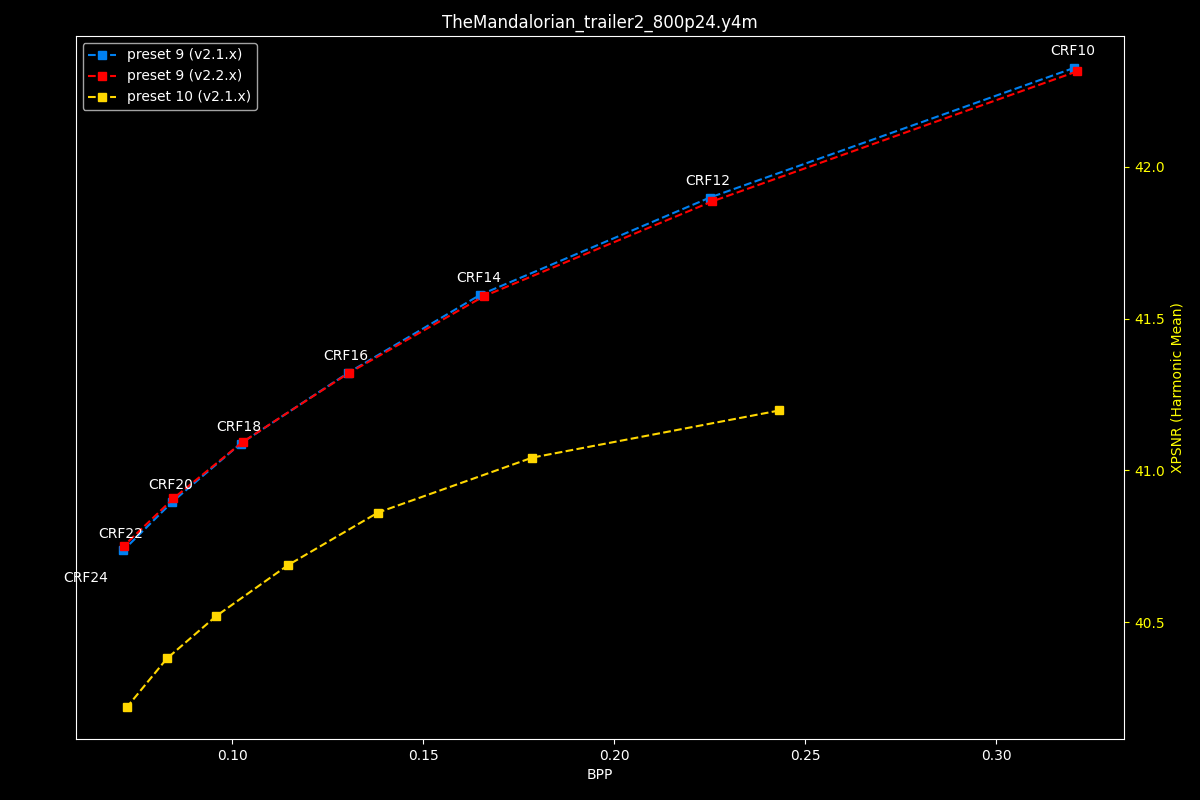 TheMandalorian_trailer2_800p24.y4m
preset 9 (v2.1.x)
preset 9 (v2.2.x)
preset 10 (v2.1.x)
CRF10
CRF12
CRF14
CRF16
CRF18
CRF20
CRF22
CRF24
42.0
41.5
41.0
40.5
XPSNR (Harmonic Mean)
0.10
0.15
0.20
0.25
0.30
BPP